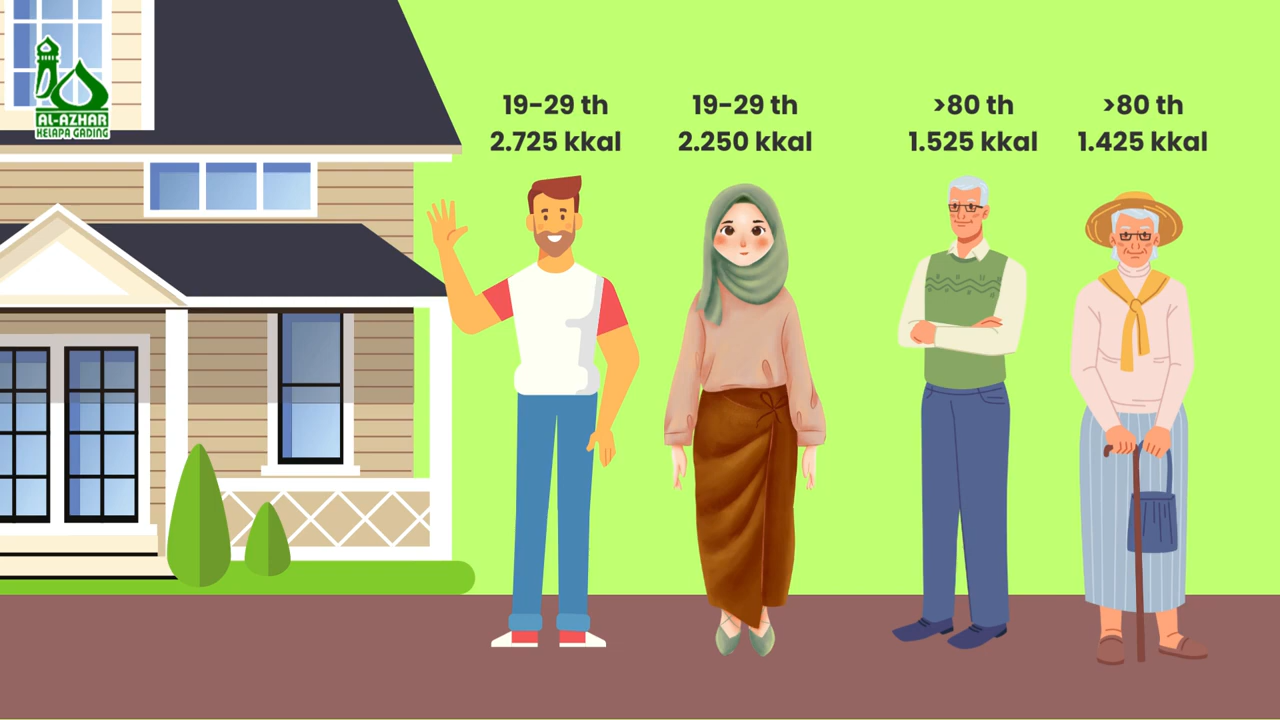 AL-AZHAR
KELAPA GADING
19-29 th
2.725 kkal
19-29 th
2.250 kkal
>80 th
1.525 kkal
>80 th
1.425 kkal